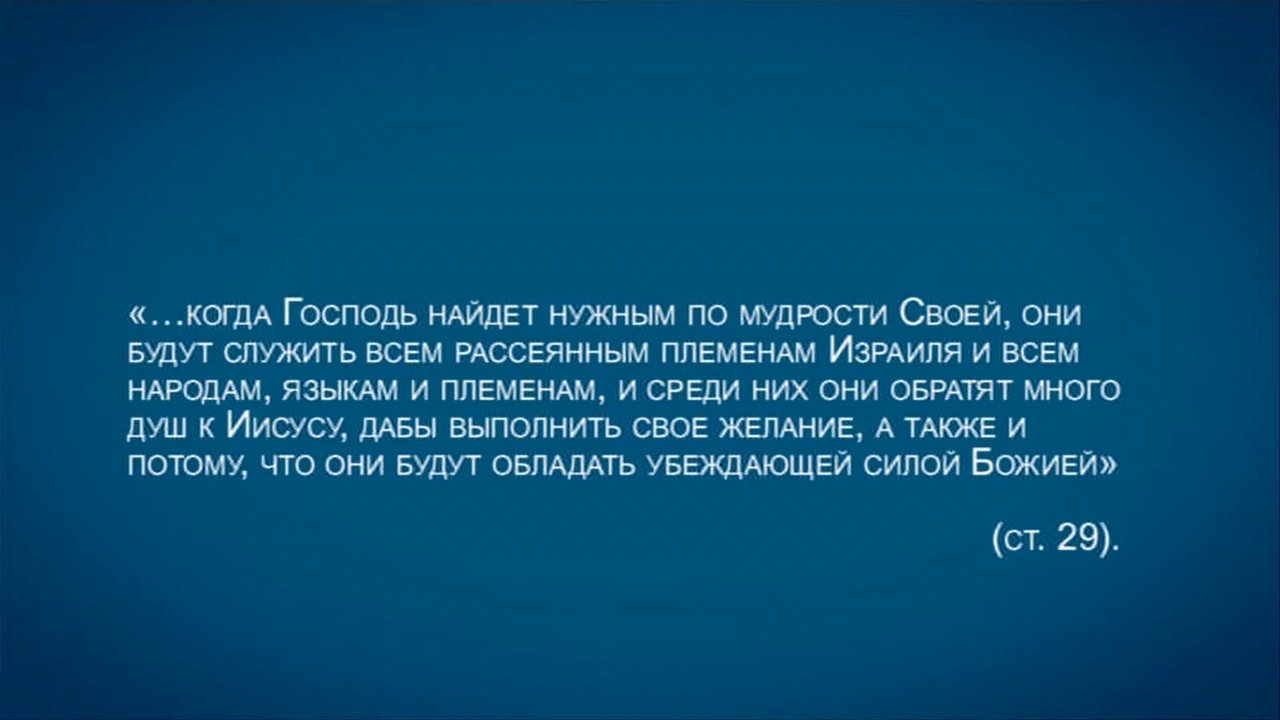 «…когда Господь найдет нужным по мудрости Своей, они
будут служить всем рассеянным племенам Израиля и всем
народам, языкам и племенам, и среди них они обратят много
душ к Иисусу, дабы выполнить свое желание, а также и
потому, что они будут обладать убеждающей силой Божией»
(ст. 29).